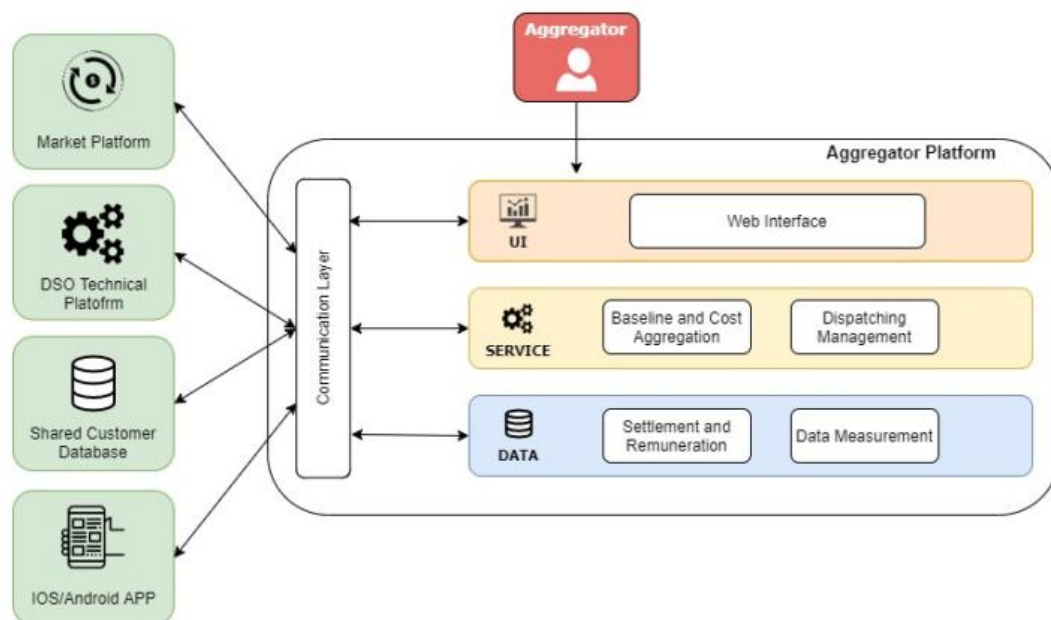 Aggregator
Market Platform
DSO Technical
Platofrm
Shared Customer
Database
IOS/Android APP
Communication Layer
Aggregator Platform
UI
Web Interface
SERVICE
Baseline and Cost
Aggregation
Dispatching
Management
DATA
Settlement and
Remuneration
Data Measurement